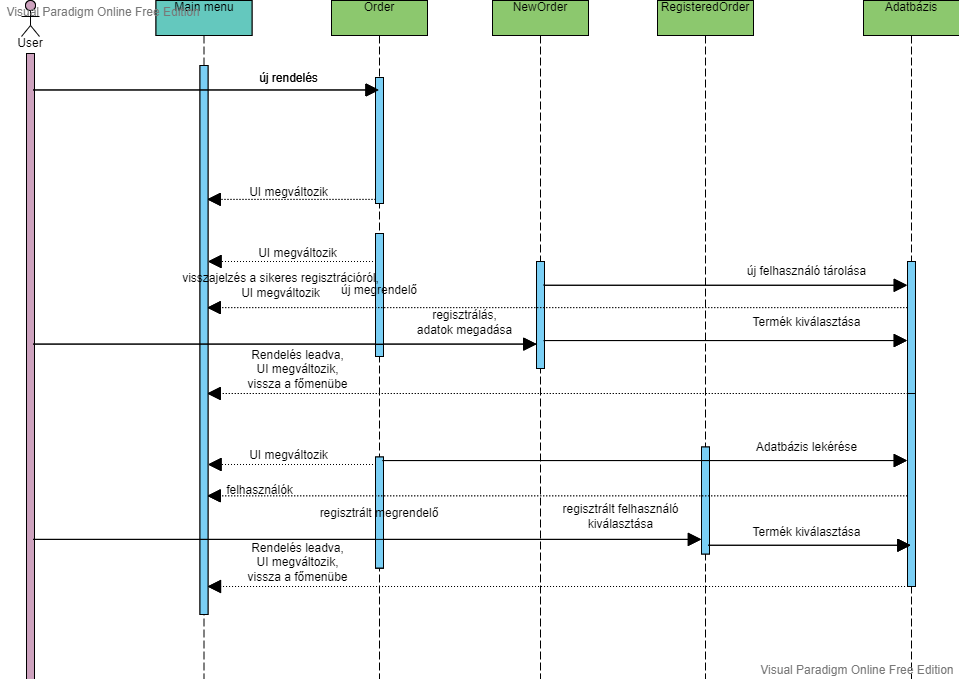 Visual Paradigm Online Free Edition
User
Main menu
Order
NewOrder
RegisteredOrder
Adatbázis
új rendelés
UI megváltozik
UI megváltozik
visszajelzés a sikeres regisztrációról,
UI megváltozik
új megrendelő
új felhasználó tárolása
regisztrálás,
adatok megadása
Termék kiválasztása
Rendelés leadva,
UI megváltozik,
vissza a főmenübe
UI megváltozik
Adatbázis lekérése
felhasználók
regisztrált megrendelő
regisztrált felhasználó
kiválasztása
Termék kiválasztása
Rendelés leadva,
UI megváltozik,
vissza a főmenübe
Visual Paradigm Online Free Edition